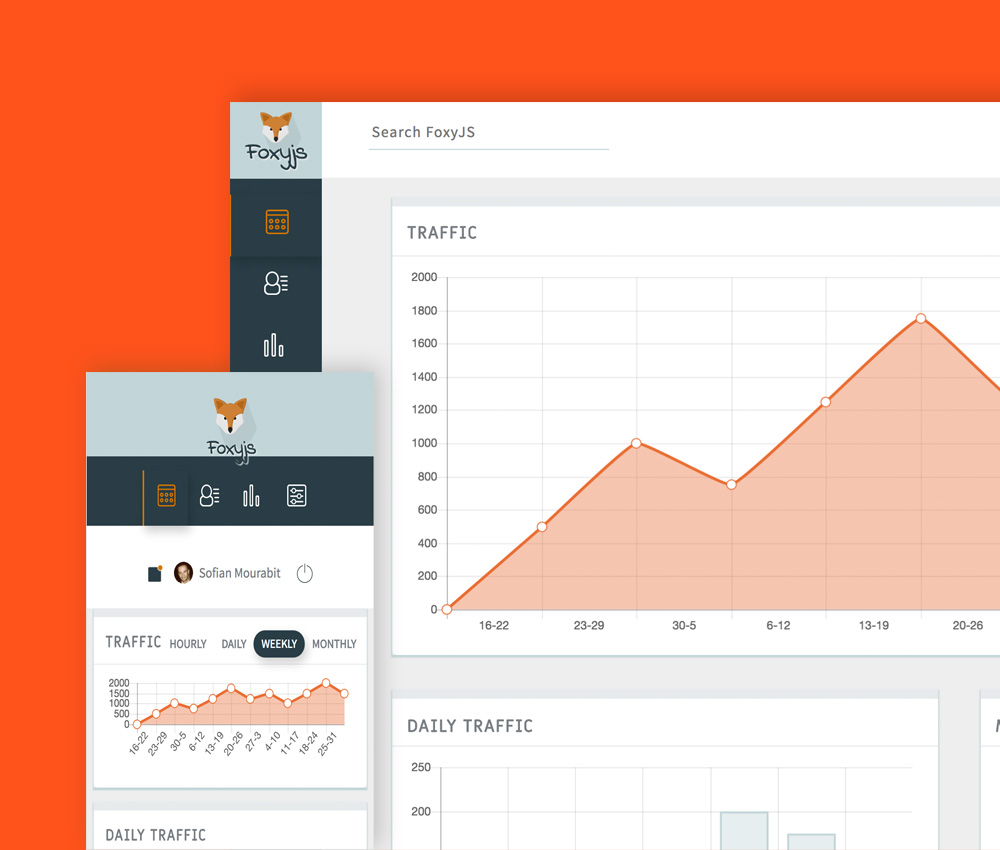 Foxyjs
Search FoxyJS
TRAFFIC
2000
1800
1600
1400
1200
1000
800
600
400
200
0
16-22 23-29 30-5 6-12 13-19 20-26
DAILY TRAFFIC
250
200
Foxyjs
Sofian Mourabit
TRAFFIC HOURLY DAILY WEEKLY MONTHLY
2000
1500
1000
500
0
16-22 23-29 30-5 6-12 13-19 20-26 27-3 4-10 11-17 18-24 25-31
DAILY TRAFFIC